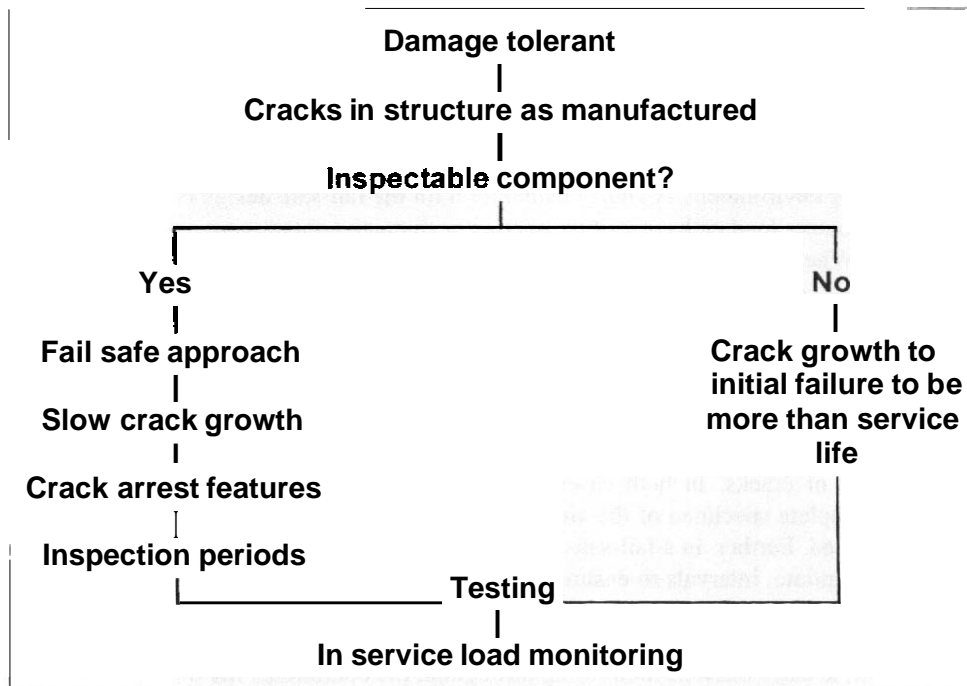 Damage tolerant
Cracks in structure as manufactured
Inspectable component?
Yes
No
Fail safe approach
Slow crack growth
Crack arrest features
Inspection periods
Crack growth to
initial failure to be
more than service
life
Testing
In service load monitoring